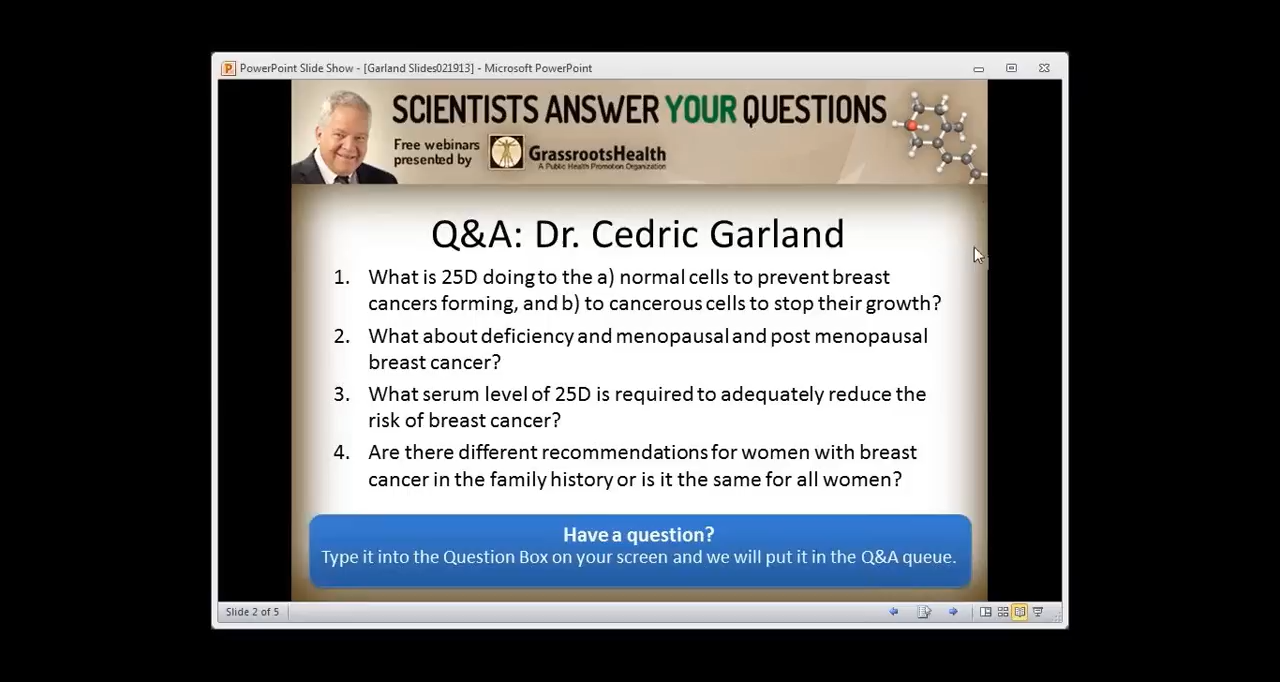 PowerPoint Slide Show - [Garland Slides021913] - Microsoft PowerPoint
SCIENTISTS ANSWER YOUR QUESTIONS
Free webinars
presented by
GrassrootsHealth
A Public Health Promotion Organization
Q&A: Dr. Cedric Garland
1. What is 25D doing to the a) normal cells to prevent breast
cancers forming, and b) to cancerous cells to stop their growth?
2. What about deficiency and menopausal and post menopausal
breast cancer?
3. What serum level of 25D is required to adequately reduce the
risk of breast cancer?
4. Are there different recommendations for women with breast
cancer in the family history or is it the same for all women?
Have a question?
Type it into the Question Box on your screen and we will put it in the Q&A queue.
Slide 2 of 5